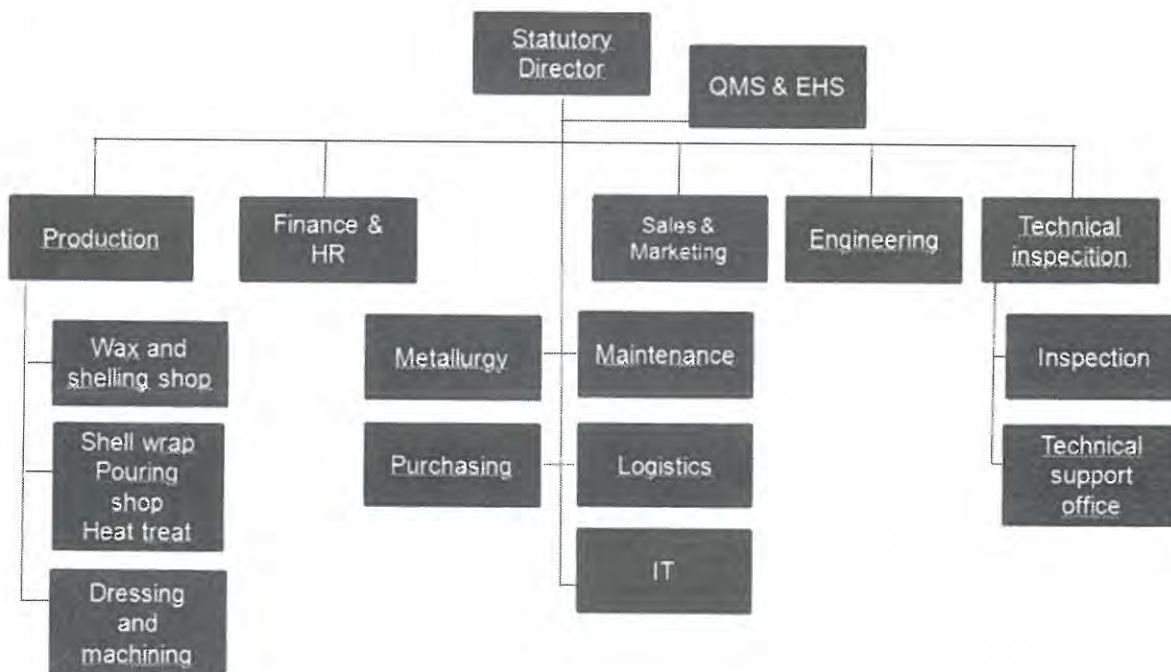 Statutory
Director
QMS & EHS
Production
Finance &
HR
Sales &
Marketing
Engineering
Technical
inspecition
Wax and
shelling shop
Metallurgy
Maintenance
Inspection
Shell wrap
Pouring
shop
Heat treat
Purchasing
Logistics
Technical
support
office
IT
Dressing
and
machining